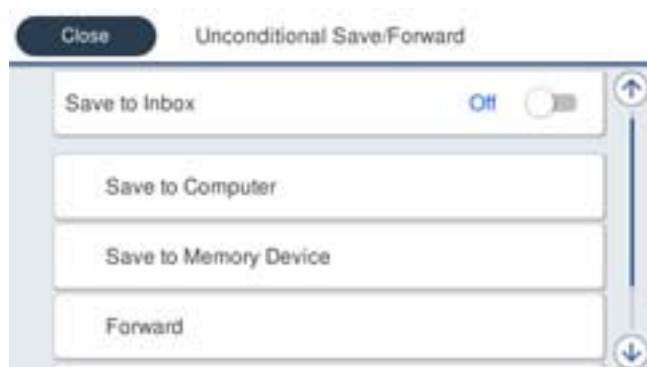 Close Unconditional Save/Forward
Save to Inbox Off
Save to Computer
Save to Memory Device
Forward